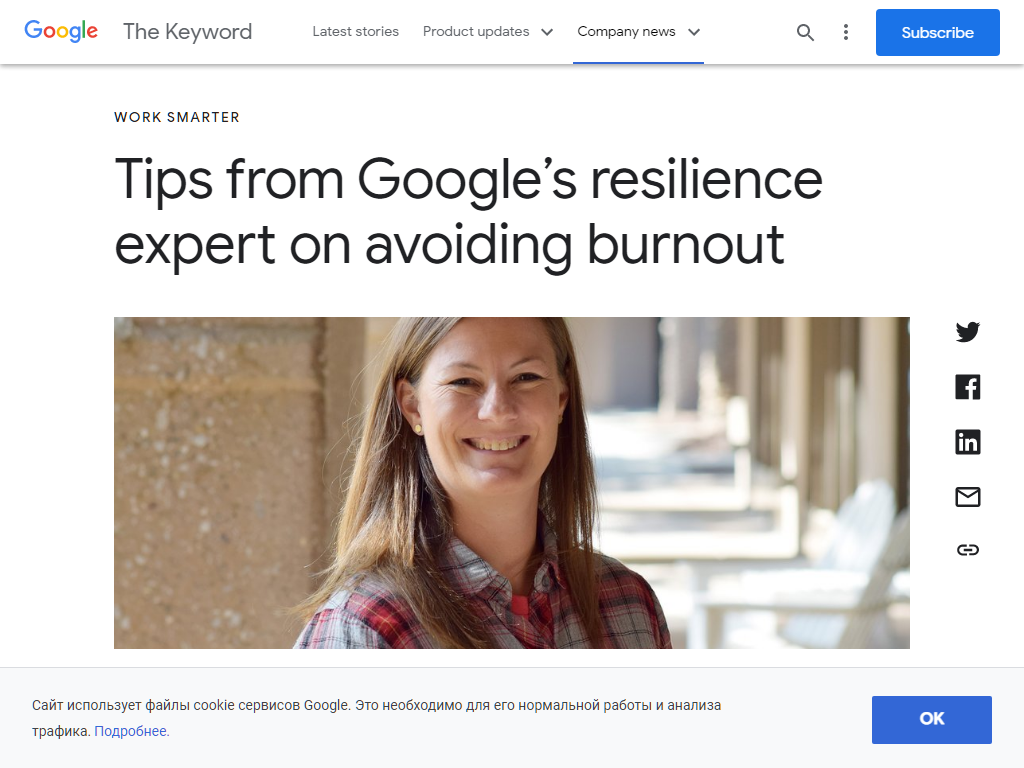 Google The Keyword Latest stories Product updates Company news Subscribe
WORK SMARTER
Tips from Google’s resilience
expert on avoiding burnout
Сайт использует файлы cookie сервисов Google. Это необходимо для его нормальной работы и анализа
трафика. Подробнее.
OK